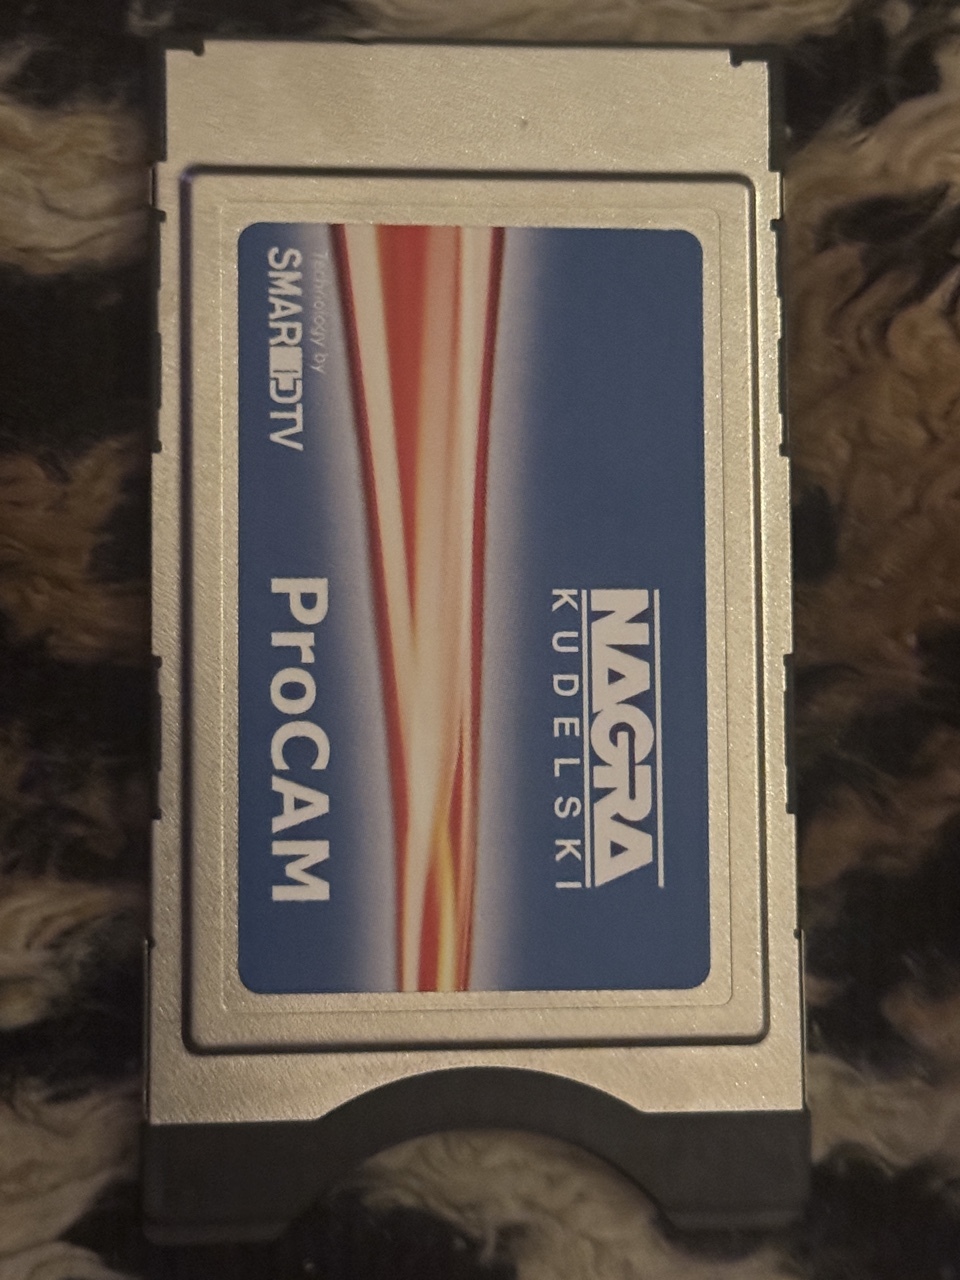 NAGRA
KUDELSKI
Technology by
SMARDTV
ProCAM